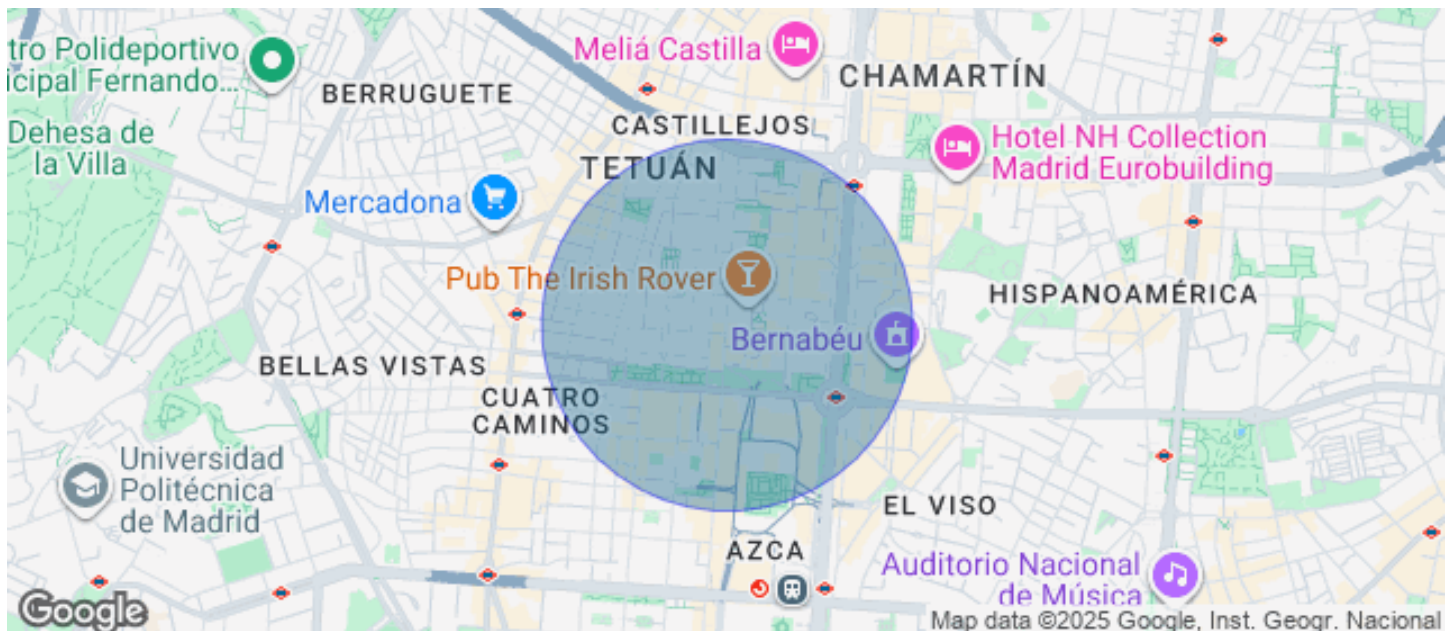 tro Polideportivo
icipal Fernando...
Meliá Castilla
CHAMARTÍN
BERRUGUETE
CASTILLEJOS
Dehesa de
la Villa
TETUÁN
Hotel NH Collection
Madrid Eurobuilding
Mercadona
Pub The Irish Rover
HISPANOAMÉRICA
Bernabéu
BELLAS VISTAS
CUATRO
CAMINOS
Universidad
Politécnica
de Madrid
EL VISO
AZCA
Auditorio Nacional
de Música
Google
Map data ©2025 Google, Inst. Geogr. Nacional